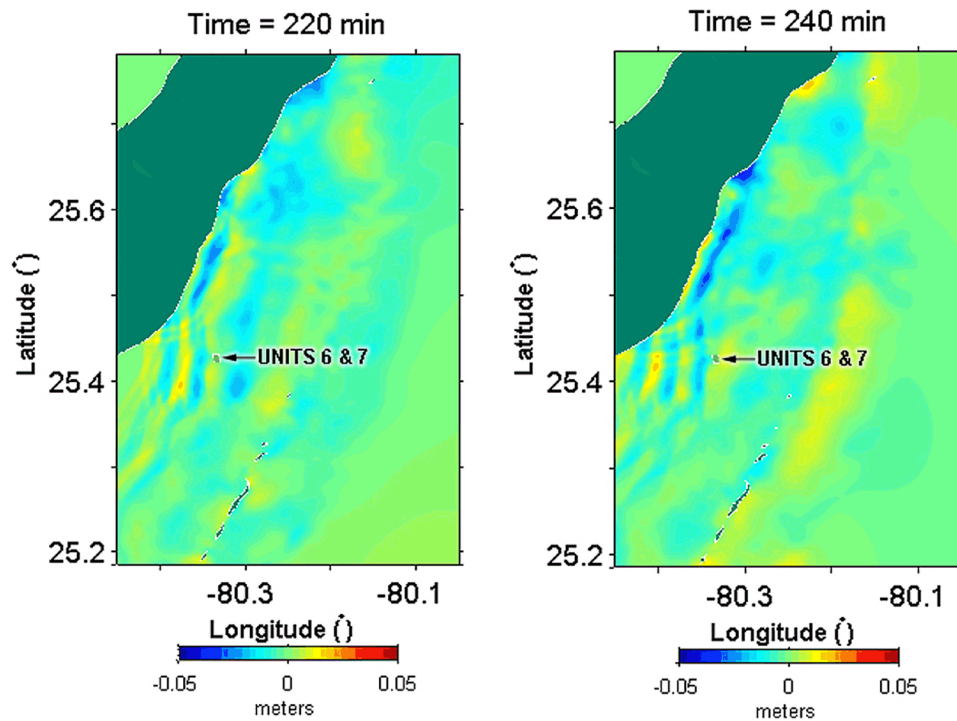 Time = 220 min
25.6
25.4
25.2
Latitude (°)
UNITS 6 & 7
-80.3
-80.1
Longitude (°)
-0.05
0
0.05
meters
Time = 240 min
25.6
25.4
25.2
Latitude (°)
UNITS 6 & 7
-80.3
-80.1
Longitude (°)
-0.05
0
0.05
meters